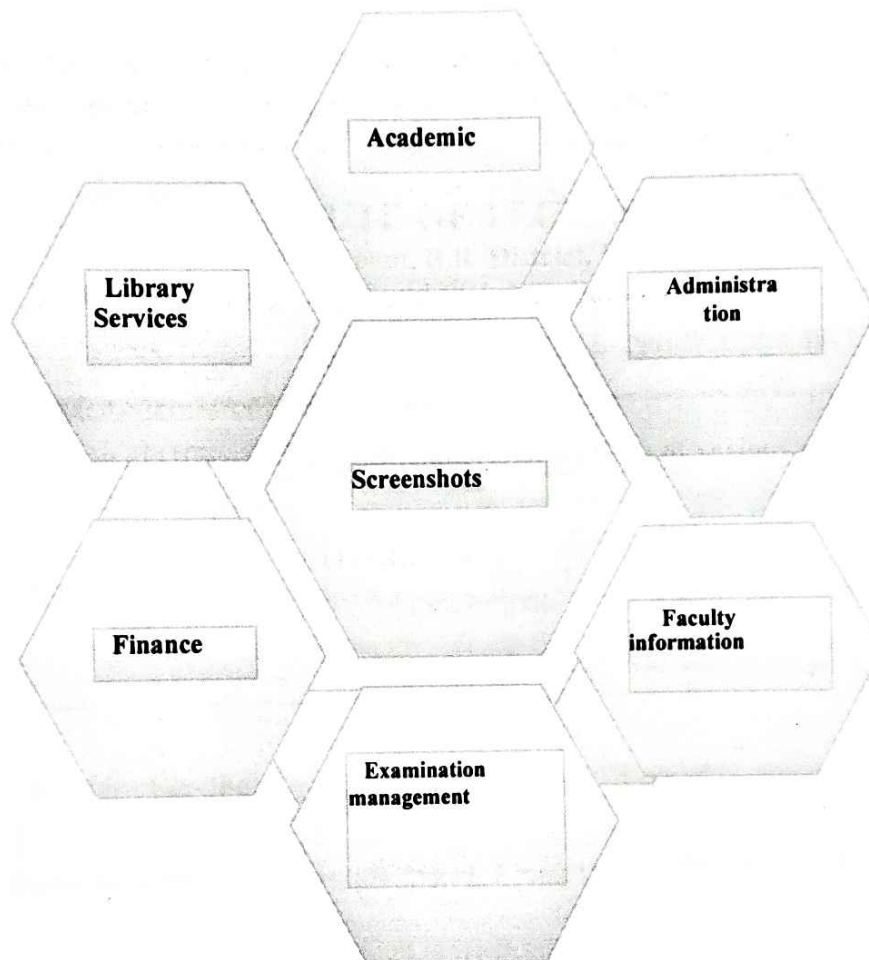 Academic
Library
Services
Administra
tion
Screenshots
Finance
Faculty
information
Examination
management